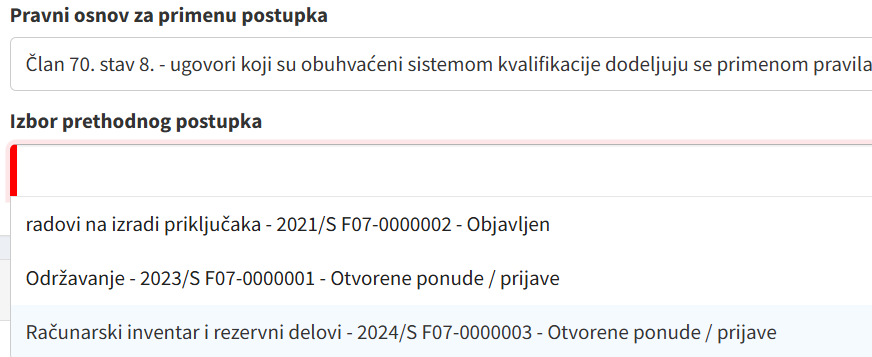 Pravni osnov za primenu postupka
Član 70. stav 8. - ugovori koji su obuhvaćeni sistemom kvalifikacije dodeljuju se primenom pravila
Izbor prethodnog postupka
radovi na izradi priključaka - 2021/S F07-0000002 - Objavljen
Održavanje - 2023/S F07-0000001 - Otvorene ponude / prijave
Računarski inventar i rezervni delovi - 2024/S F07-0000003 - Otvorene ponude / prijave